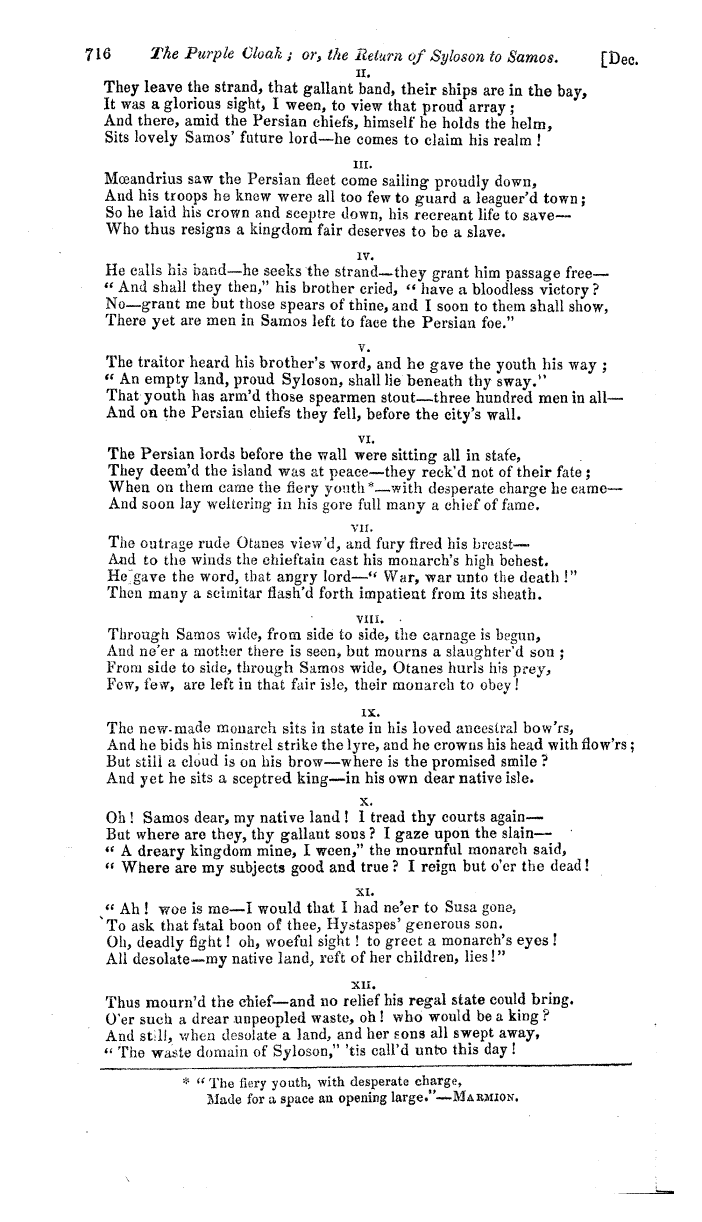 716 The Purple Cloak ; or, the Return of Syloson to Samos. [Dec.
II.
They leave the strand, that gallant band, their ships are in the bay,
It was a glorious sight, I ween, to view that proud array ;
And there, amid the Persian chiefs, himself he holds the helm,
Sits lovely Samos' future lord—he comes to claim his realm !
III.
Mœandrius saw the Persian fleet come sailing proudly down,
And his troops he knew were all too few to guard a leaguer'd town ;
So he laid his crown and sceptre down, his recreant life to save—
Who thus resigns a kingdom fair deserves to be a slave.
IV.
He calls his band—he seeks the strand—they grant him passage free—
“ And shall they then,” his brother cried, “ have a bloodless victory ?
No—grant me but those spears of thine, and I soon to them shall show,
There yet are men in Samos left to face the Persian foe.”
V.
The traitor heard his brother's word, and he gave the youth his way ;
“ An empty land, proud Syloson, shall lie beneath thy sway.”
That youth has arm'd those spearmen stout—three hundred men in all—
And on the Persian chiefs they fell, before the city's wall.
VI.
The Persian lords before the wall were sitting all in state,
They deem'd the island was at peace—they reck'd not of their fate ;
When on them came the fiery youth *—with desperate charge he came—
And soon lay weltering in his gore full many a chief of fame.
VII.
The outrage rude Otanes view'd, and fury fired his breast—
And to the winds the chieftain cast his monarch's high behest.
He gave the word, that angry lord—“ War, war unto the death !”
Then many a scimitar flash'd forth impatient from its sheath.
VIII.
Through Samos wide, from side to side, the carnage is begun,
And ne'er a mother there is seen, but mourns a slaughter'd son ;
From side to side, through Samos wide, Otanes hurls his prey,
Few, few, are left in that fair isle, their monarch to obey !
IX.
The new-made monarch sits in state in his loved ancestral bow'rs,
And he bids his minstrel strike the lyre, and he crowns his head with flow'rs ;
But still a cloud is on his brow—where is the promised smile ?
And yet he sits a sceptred king—in his own dear native isle.
X.
Oh ! Samos dear, my native land ! I tread thy courts again—
But where are they, thy gallant sons ? I gaze upon the slain—
“ A dreary kingdom mine, I ween,” the mournful monarch said,
“ Where are my subjects good and true ? I reign but o'er the dead !
XI.
“ Ah ! woe is me—I would that I had ne'er to Susa gone,
To ask that fatal boon of thee, Hystaspes' generous son.
Oh, deadly fight ! oh, woeful sight ! to greet a monarch's eyes !
All desolate—my native land, reft of her children, lies !”
XII.
Thus mourn'd the chief—and no relief his regal state could bring.
O'er such a drear unpeopled waste, oh ! who would be a king ?
And still, when desolate a land, and her sons all swept away,
“ The waste domain of Syloson,” 'tis call'd unto this day !
* “ The fiery youth, with desperate charge,
Made for a space an opening large.”—MARMION.